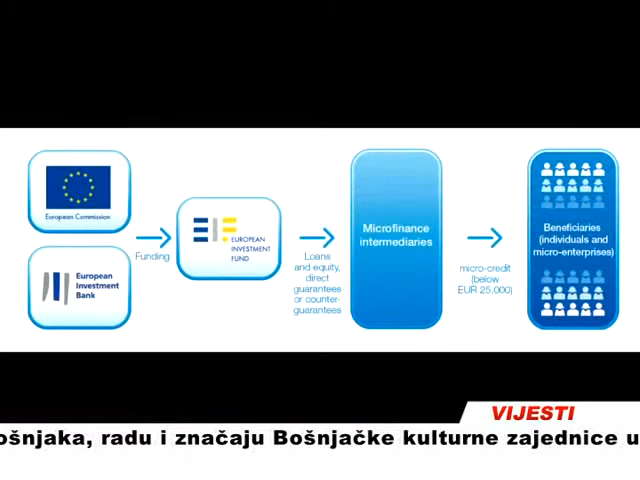 European Commission
European
Investment
Bank
Funding
EUROPEAN
INVESTMENT
FUND
Loans
and equity,
direct
guarantees
or counter-
guarantees
Microfinance
intermediaries
micro-credit
(below
EUR 25,000)
Beneficiaries
(individuals and
micro-enterprises)
VIJESTI
ošnjaka, radu i značaju Bošnjačke kulturne zajednice u